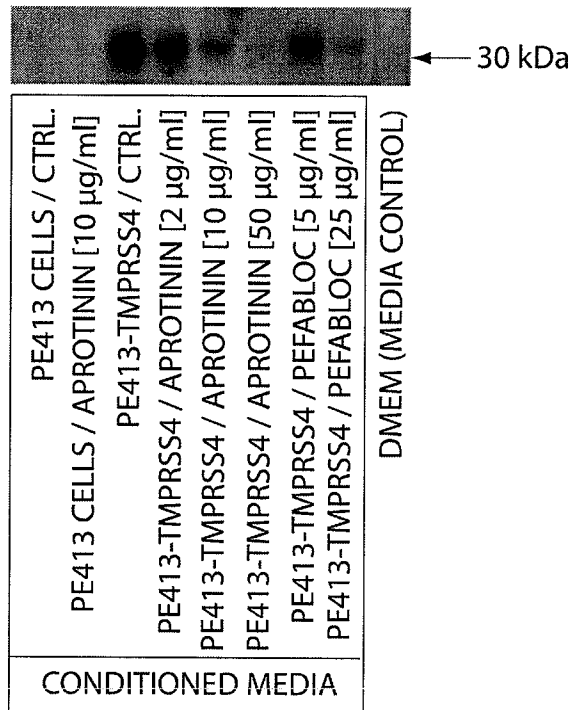 30 kDa
PE413 CELLS / CTRL.
PE413 CELLS / APROTININ [10 µg/ml]
PE413-TMPRSS4 / CTRL.
PE413-TMPRSS4 / APROTININ [2 µg/ml]
PE413-TMPRSS4 / APROTININ [10 µg/ml]
PE413-TMPRSS4 / APROTININ [50 µg/ml]
PE413-TMPRSS4 / PEFABLOC [5 µg/ml]
PE413-TMPRSS4 / PEFABLOC [25 µg/ml]
DMEM (MEDIA CONTROL)
CONDITIONED MEDIA